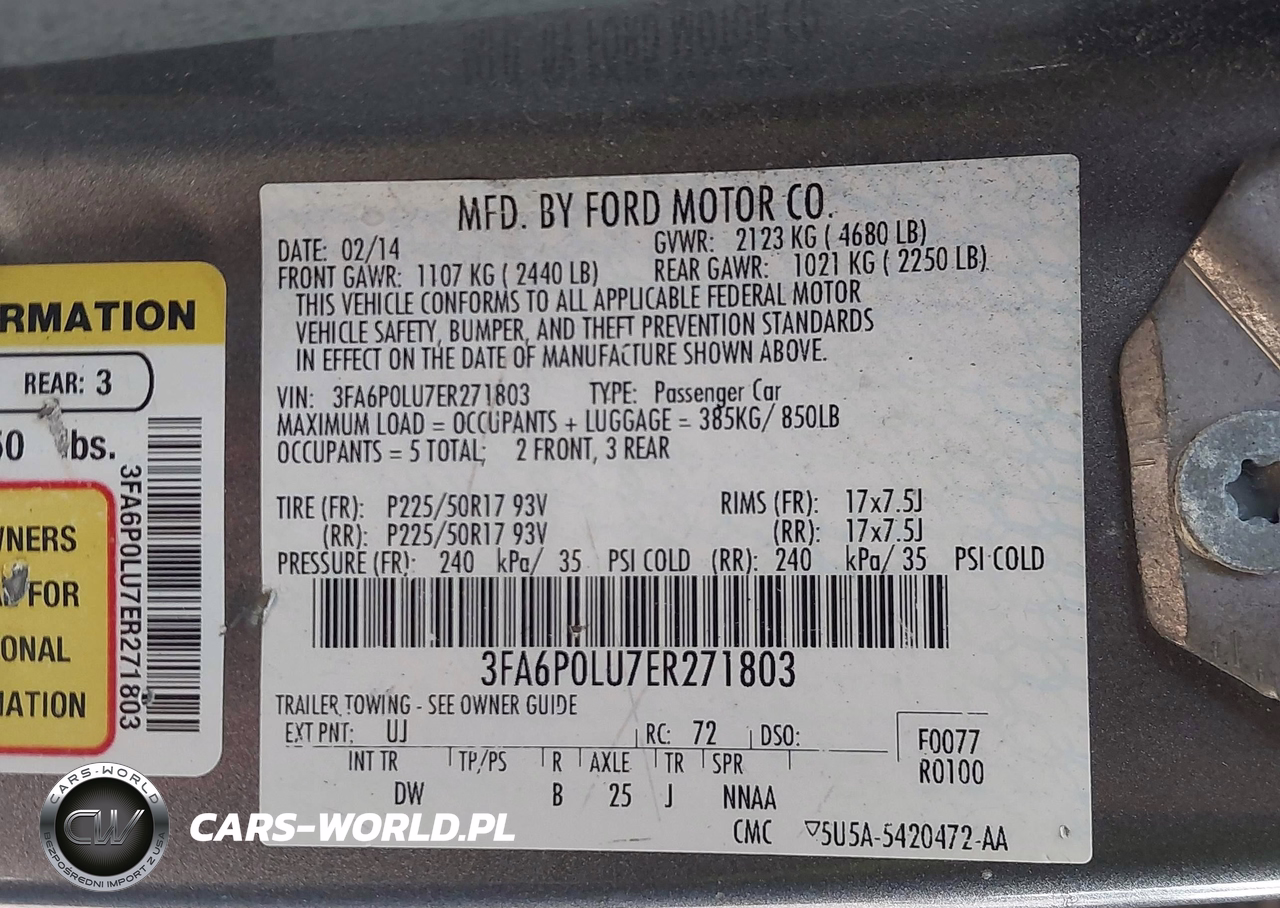 MFD. BY FORD MOTOR CO.
DATE: 02/14
GVWR: 2123 KG ( 4680 LB)
FRONT GAWR: 1107 KG ( 2440 LB)
REAR GAWR: 1021 KG ( 2250 LB)
THIS VEHICLE CONFORMS TO ALL APPLICABLE FEDERAL MOTOR
VEHICLE SAFETY, BUMPER, AND THEFT PREVENTION STANDARDS
IN EFFECT ON THE DATE OF MANUFACTURE SHOWN ABOVE.
VIN: 3FA6P0LU7ER271803 TYPE: Passenger Car
MAXIMUM LOAD = OCCUPANTS + LUGGAGE = 385KG/ 850LB
OCCUPANTS = 5 TOTAL; 2 FRONT, 3 REAR
TIRE (FR): P225/50R17 93V RIMS (FR): 17x7.5J
(RR): P225/50R17 93V (RR): 17x7.5J
PRESSURE (FR): 240 kPa/ 35 PSI COLD (RR): 240 kPa/ 35 PSI COLD
3FA6P0LU7ER271803
TRAILER TOWING - SEE OWNER GUIDE
EXT PNT: UJ RC: 72 DSO:
F0077
R0100
INT TR TP/PS R AXLE TR SPR
DW B 25 J NNAA
CMC ▽5U5A-5420472-AA
RMATION
REAR: 3
50 lbs.
3FA6P0LU7ER271803
WNERS
FOR
ONAL
MATION
CARS-WORLD
CW
BEZPOŚREDNI IMPORT Z USA
CARS-WORLD.PL